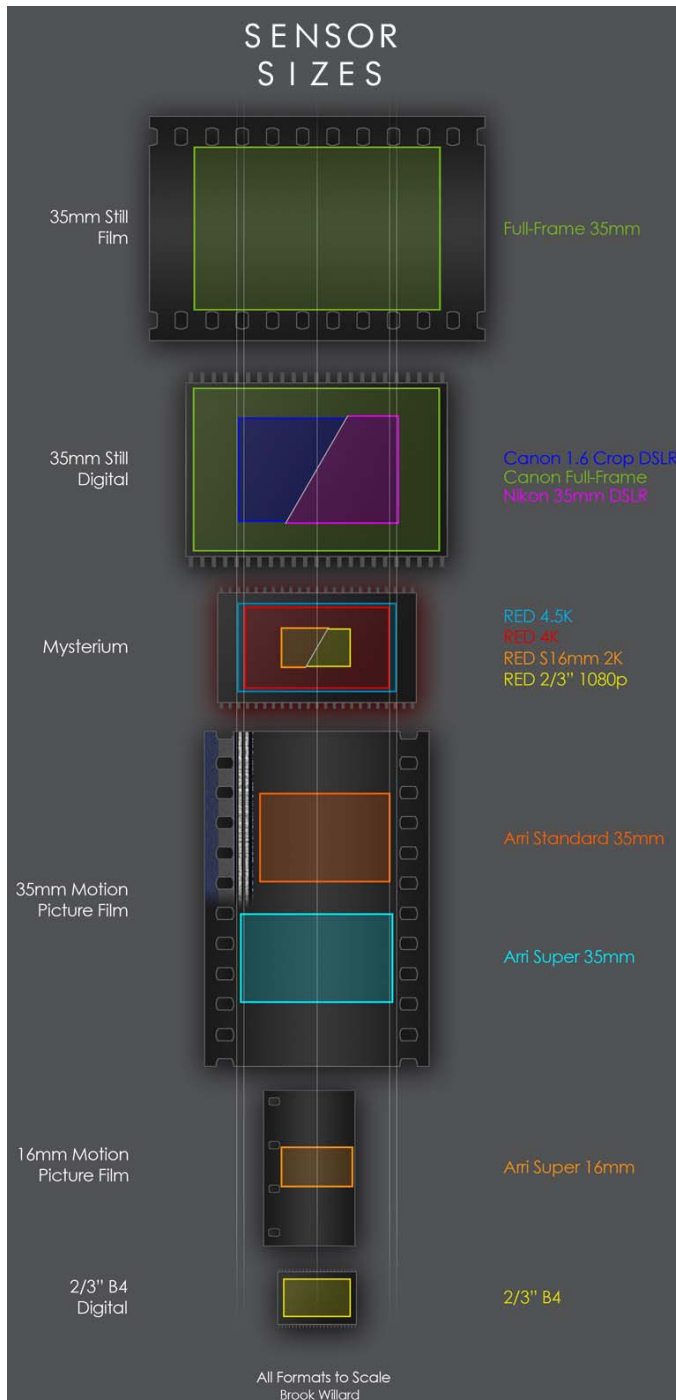 SENSOR
SIZES
35mm Still
Film
Full-Frame 35mm
35mm Still
Digital
Canon 1.6 Crop DSLR
Canon Full-Frame
Nikon 35mm DSLR
Mysterium
RED 4.5K
RED 4K
RED S16mm 2K
RED 2/3” 1080p
35mm Motion
Picture Film
Arri Standard 35mm
Arri Super 35mm
16mm Motion
Picture Film
Arri Super 16mm
2/3” B4
Digital
2/3” B4
All Formats to Scale
Brook Willard